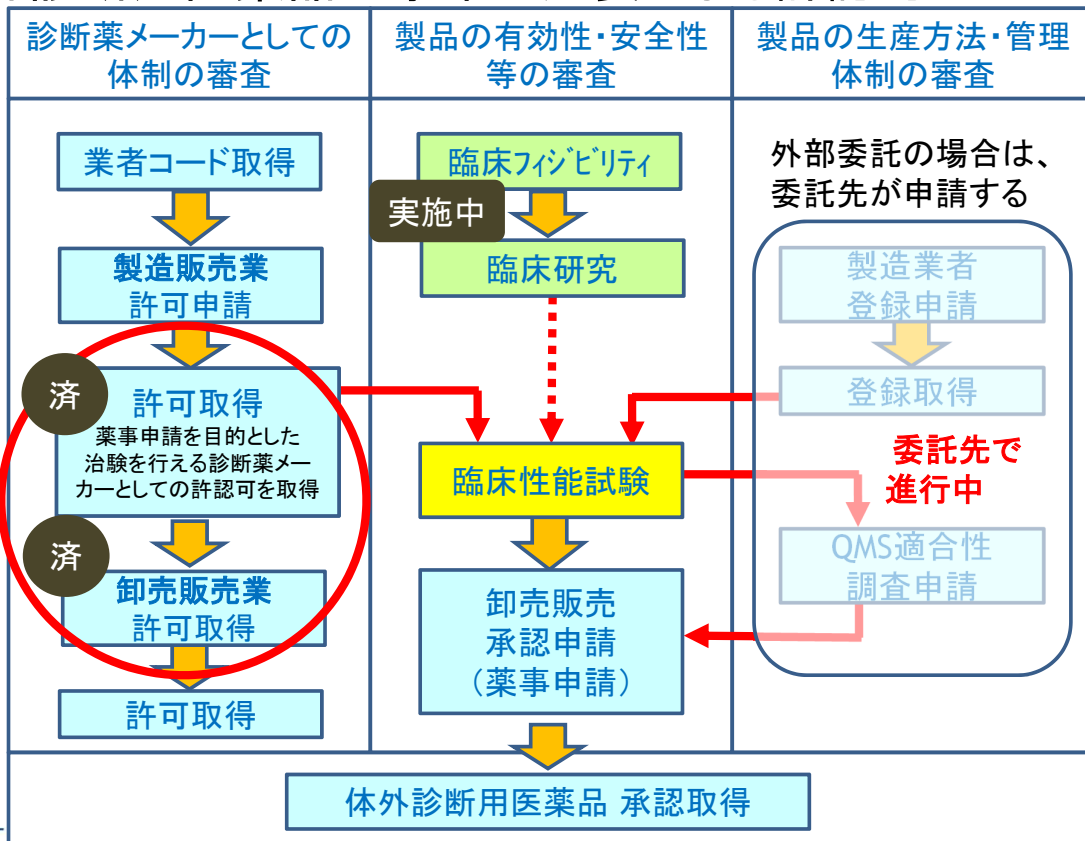 診断薬メーカーとしての
体制の審査
製品の有効性・安全性
等の審査
製品の生産方法・管理
体制の審査
業者コード取得
製造販売業
許可申請
済
許可取得
薬事申請を目的とした
治験を行える診断薬メー
カーとしての許認可を取得
済
卸売販売業
許可取得
許可取得
臨床フィジビリティ
実施中
臨床研究
臨床性能試験
卸売販売
承認申請
（薬事申請）
外部委託の場合は、
委託先が申請する
製造業者
登録申請
登録取得
委託先で
進行中
QMS適合性
調査申請
体外診断用医薬品 承認取得